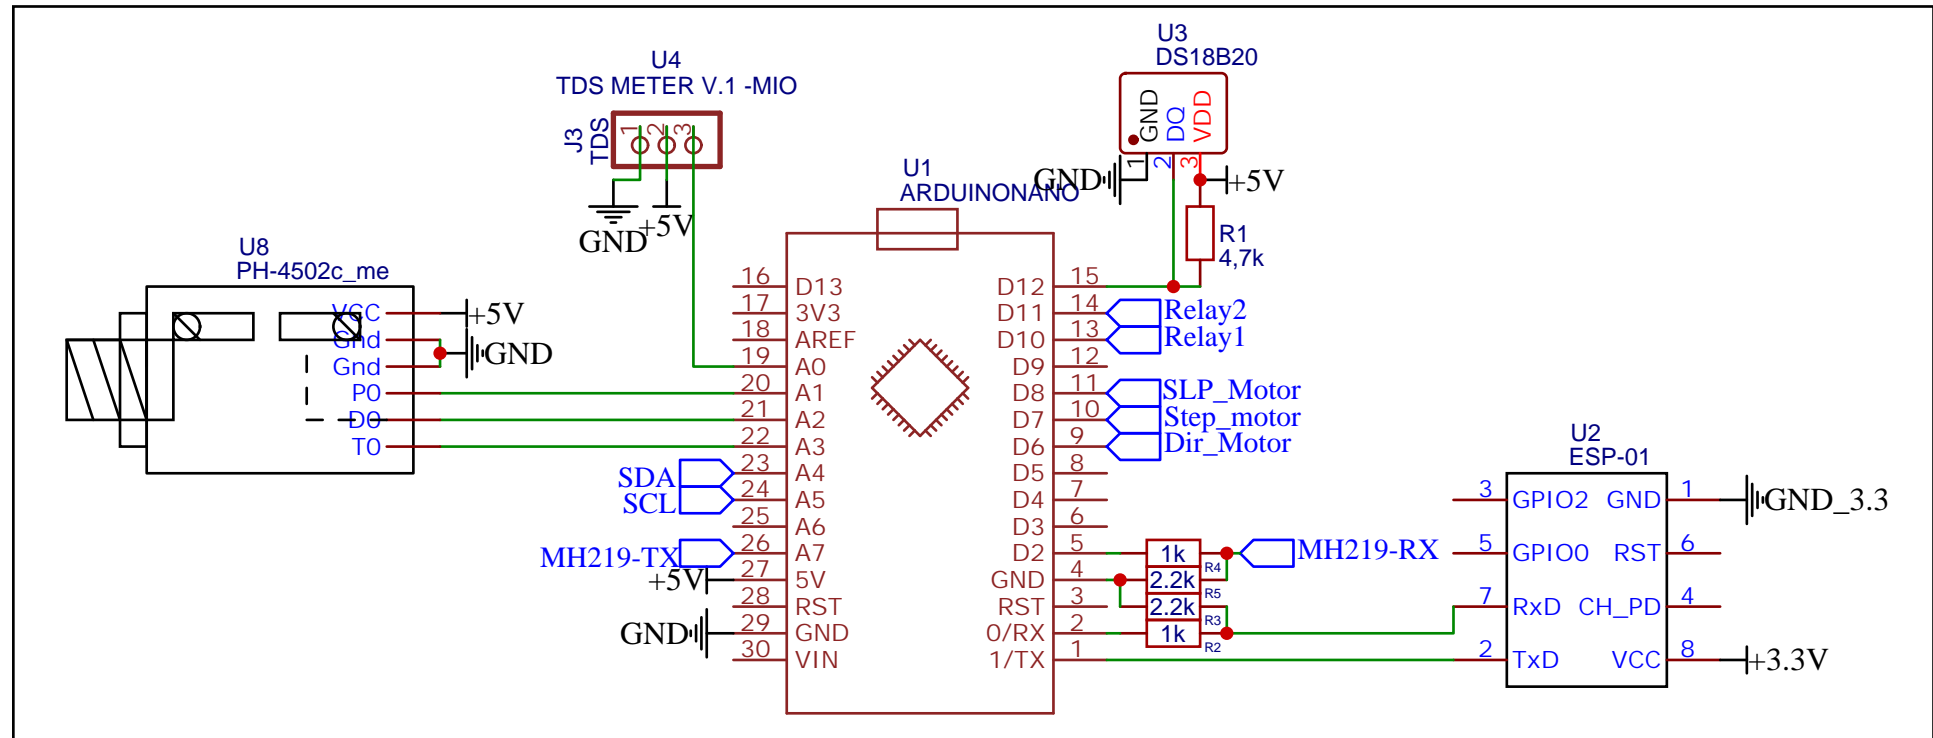 U4
TDS METER V.1 -MIO
J3
TDS
1
2
3
GND
+5V
U3
DS18B20
GND
DQ
VDD
1
2
3
GND
+5V
R1
4,7k
U8
PH-4502c_me
VCC
Gnd
Gnd
P0
D0
T0
+5V
GND
U1
ARDUINONANO
16 D13
17 3V3
18 AREF
19 A0
20 A1
21 A2
22 A3
SDA 23 A4
SCL 24 A5
25 A6
MH219-TX 26 A7
+5V 27 5V
28 RST
GND 29 GND
30 VIN
D12 15
D11 14 Relay2
D10 13 Relay1
D9 12
D8 11 SLP_Motor
D7 10 Step_motor
D6 9 Dir_Motor
D5 8
D4 7
D3 6
D2 5 1k R4 MH219-RX
GND 4 2.2k R5
RST 3 2.2k R3
0/RX 2 1k R2
1/TX 1
U2
ESP-01
3 GPIO2 GND 1 GND_3.3
5 GPIO0 RST 6
7 RxD CH_PD 4
2 TxD VCC 8 +3.3V